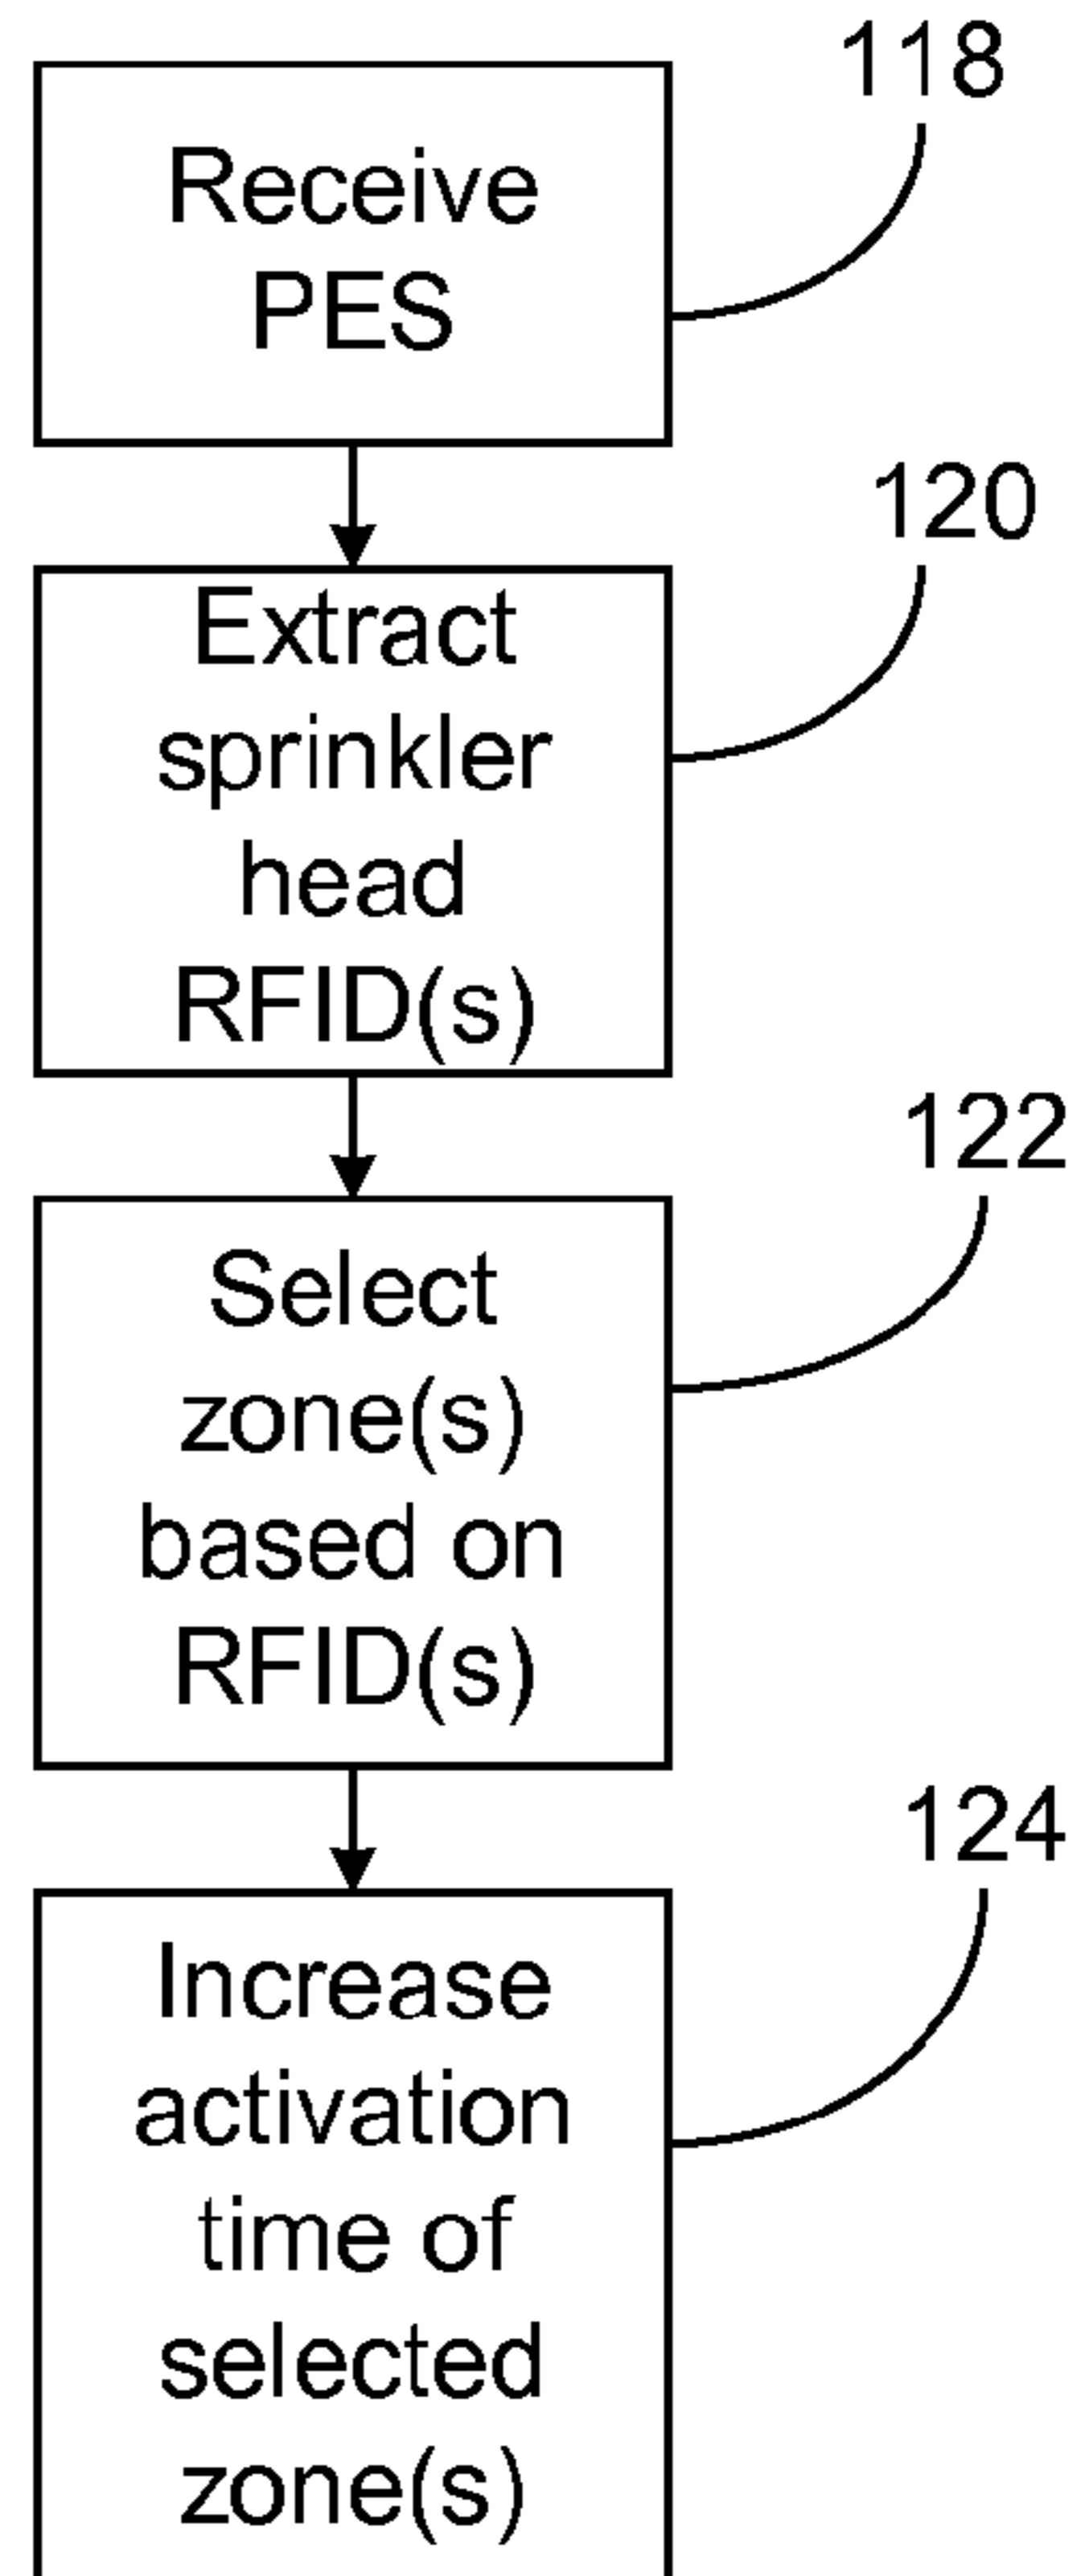 118
Receive
PES
120
Extract
sprinkler
head
RFID(s)
122
Select
zone(s)
based on
RFID(s)
124
Increase
activation
time of
selected
zone(s)